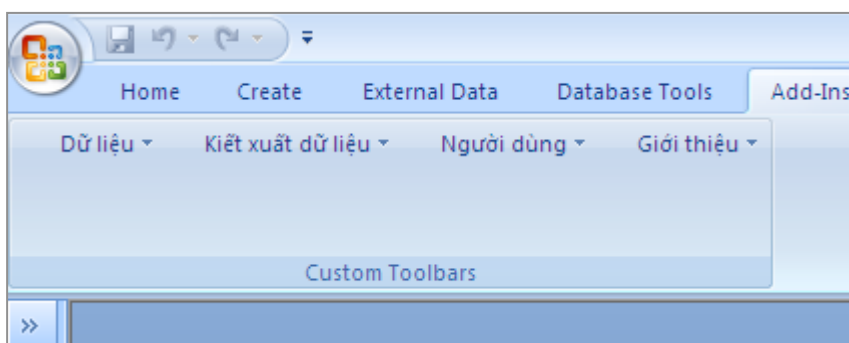 Home Create External Data Database Tools Add-Ins
Dữ liệu Kiết xuất dữ liệu Người dùng Giới thiệu
Custom Toolbars